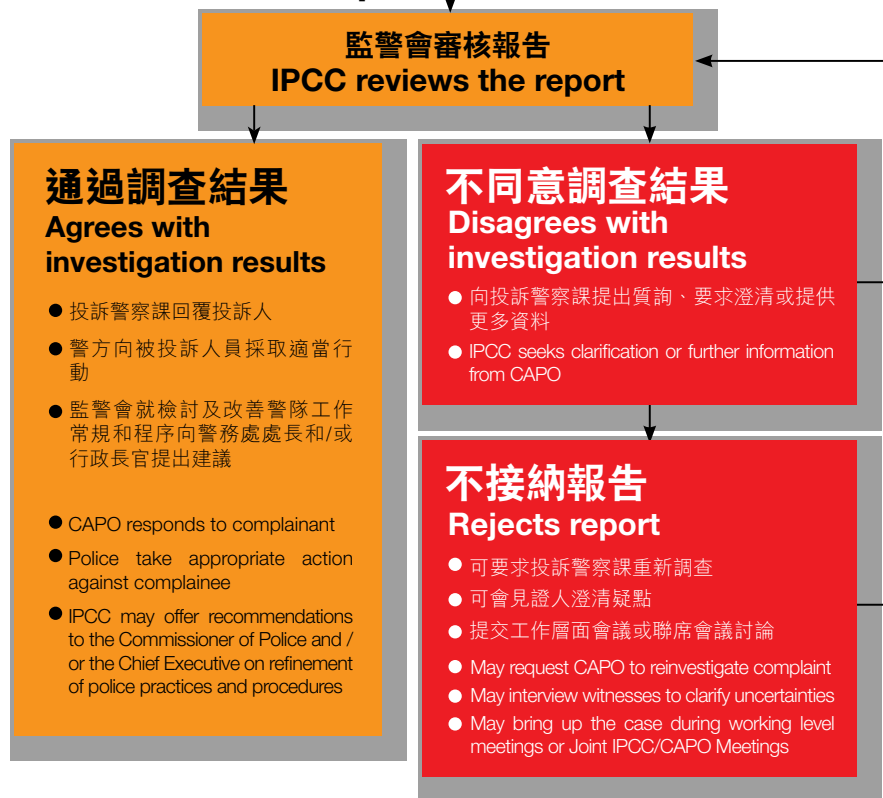 監警會審核報告
IPCC reviews the report
通過調查結果
Agrees with
investigation results
● 投訴警察課回覆投訴人
● 警方向被投訴人員採取適當行
動
● 監警會就檢討及改善警隊工作
常規和程序向警務處處長和/或
行政長官提出建議
● CAPO responds to complainant
● Police take appropriate action
against complainee
● IPCC may offer recommendations
to the Commissioner of Police and /
or the Chief Executive on refinement
of police practices and procedures
不同意調查結果
Disagrees with
investigation results
● 向投訴警察課提出質詢、要求澄清或提供
更多資料
● IPCC seeks clarification or further information
from CAPO
不接納報告
Rejects report
● 可要求投訴警察課重新調查
● 可會見證人澄清疑點
● 提交工作層面會議或聯席會議討論
● May request CAPO to reinvestigate complaint
● May interview witnesses to clarify uncertainties
● May bring up the case during working level
meetings or Joint IPCC/CAPO Meetings